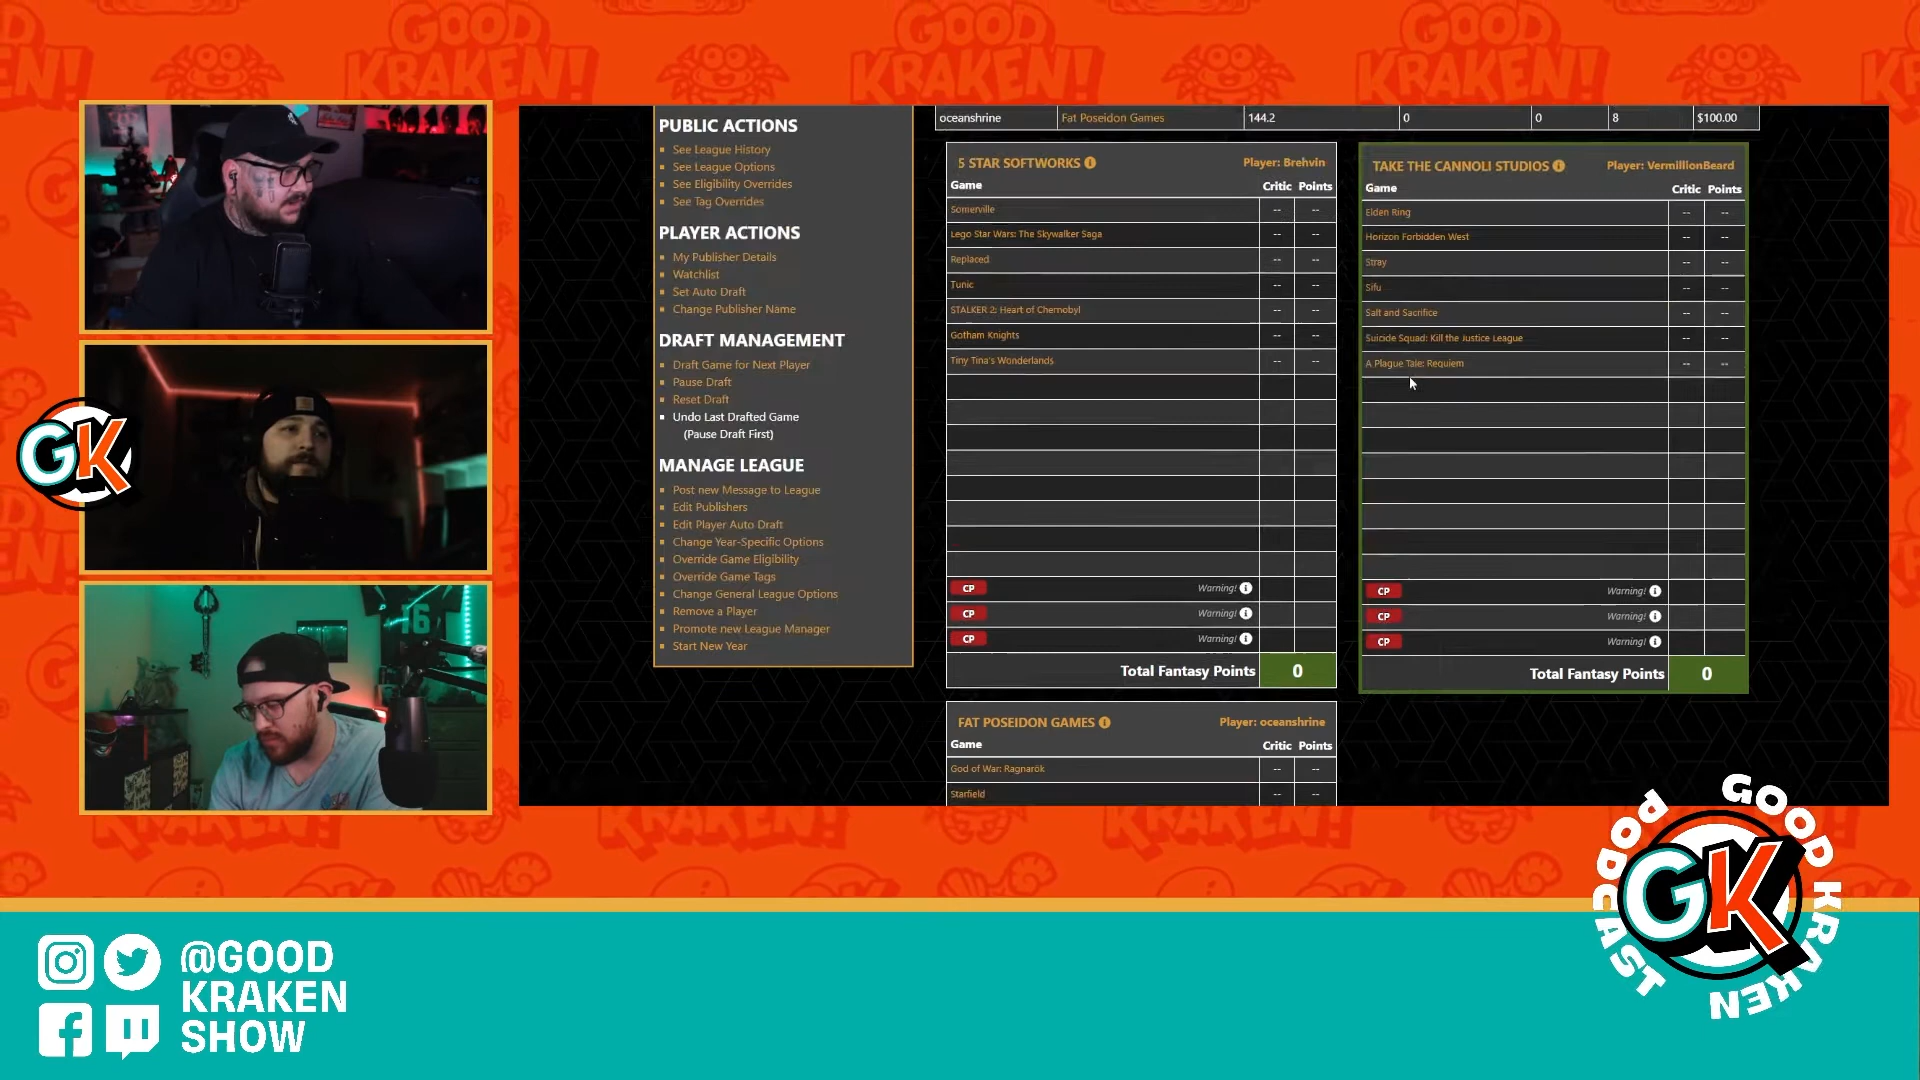 GOOD
KRAKEN!
oceanshrine Fat Poseidon Games 144.2 0 0 8 $100.00
PUBLIC ACTIONS
See League History
See League Options
See Eligibility Overrides
See Tag Overrides
PLAYER ACTIONS
My Publisher Details
Watchlist
Set Auto Draft
Change Publisher Name
DRAFT MANAGEMENT
Draft Game for Next Player
Pause Draft
Reset Draft
Undo Last Drafted Game
(Pause Draft First)
MANAGE LEAGUE
Post new Message to League
Edit Publishers
Edit Player Auto Draft
Change Year-Specific Options
Override Game Eligibility
Override Game Tags
Change General League Options
Remove a Player
Promote new League Manager
Start New Year
5 STAR SOFTWORKS Player: Brehvin
Game Critic Points
Somerville -- --
Lego Star Wars: The Skywalker Saga -- --
Replaced -- --
Tunic -- --
STALKER 2: Heart of Chernobyl -- --
Gotham Knights -- --
Tiny Tina's Wonderlands -- --
CP Warning!
CP Warning!
CP Warning!
Total Fantasy Points 0
TAKE THE CANNOLI STUDIOS Player: VermillionBeard
Game Critic Points
Elden Ring -- --
Horizon Forbidden West -- --
Stray -- --
Sifu -- --
Salt and Sacrifice -- --
Suicide Squad: Kill the Justice League -- --
A Plague Tale: Requiem -- --
CP Warning!
CP Warning!
CP Warning!
Total Fantasy Points 0
FAT POSEIDON GAMES Player: oceanshrine
Game Critic Points
God of War: Ragnarök -- --
Starfield -- --
GK
16
@GOOD
KRAKEN
SHOW
GOOD KRAKEN
PODCAST
GK